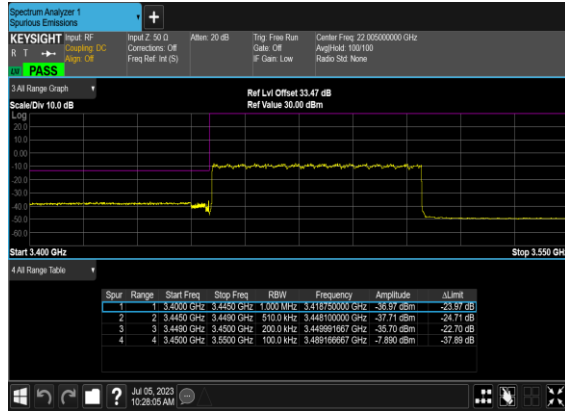 Spectrum Analyzer 1
Spurious Emissions
KEYSIGHT Input: RF Input Z: 50 Ω Atten: 20 dB Trig: Free Run Center Freq: 22.005000000 GHz
R T Coupling: DC Corrections: Off Gate: Off Avg|Hold: 100/100
Align: Off Freq Ref: Int (S) IF Gain: Low Radio Std: None
PASS
3 All Range Graph
Ref Lvl Offset 33.47 dB
Scale/Div 10.0 dB Ref Value 30.00 dBm
Log
20.0
10.0
0.00
-10.0
-20.0
-30.0
-40.0
-50.0
-60.0
Start 3.400 GHz Stop 3.550 GH
4 All Range Table
Spur Range Start Freq Stop Freq RBW Frequency Amplitude ΔLimit
1 1 3.4000 GHz 3.4450 GHz 1.000 MHz 3.418750000 GHz -36.97 dBm -23.97 dB
2 2 3.4450 GHz 3.4490 GHz 510.0 kHz 3.448100000 GHz -37.71 dBm -24.71 dB
3 3 3.4490 GHz 3.4500 GHz 200.0 kHz 3.449991667 GHz -35.70 dBm -22.70 dB
4 4 3.4500 GHz 3.5500 GHz 100.0 kHz 3.489166667 GHz -7.890 dBm -37.89 dB
Jul 05, 2023
10:28:05 AM